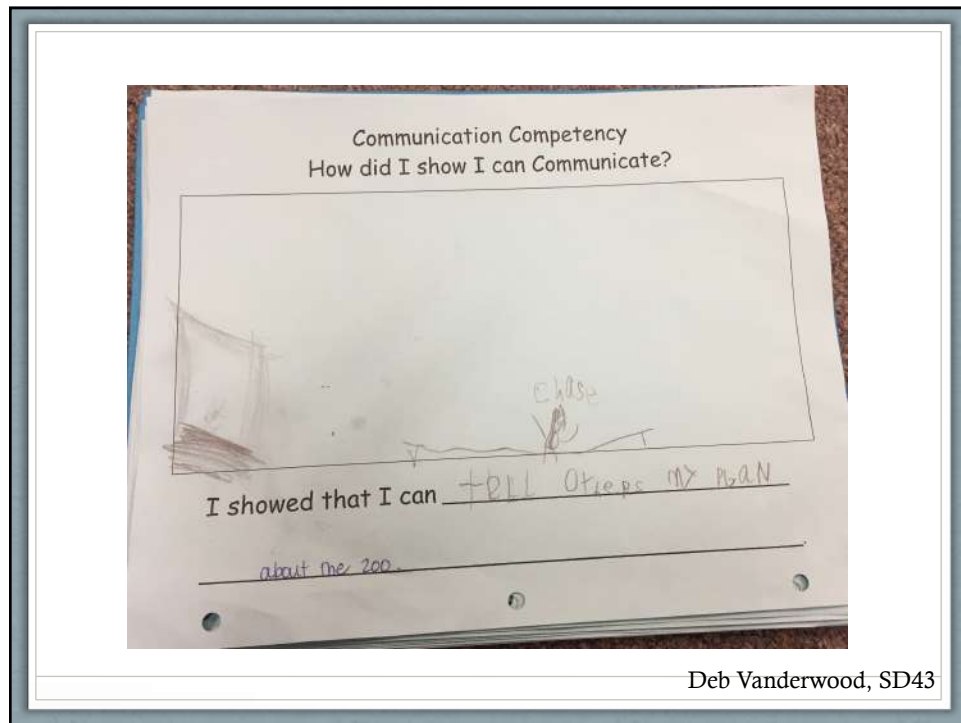 Communication Competency
How did I show I can Communicate?
Chase
I showed that I can tell Otheps my PLaN
about the zoo.
Deb Vanderwood, SD43